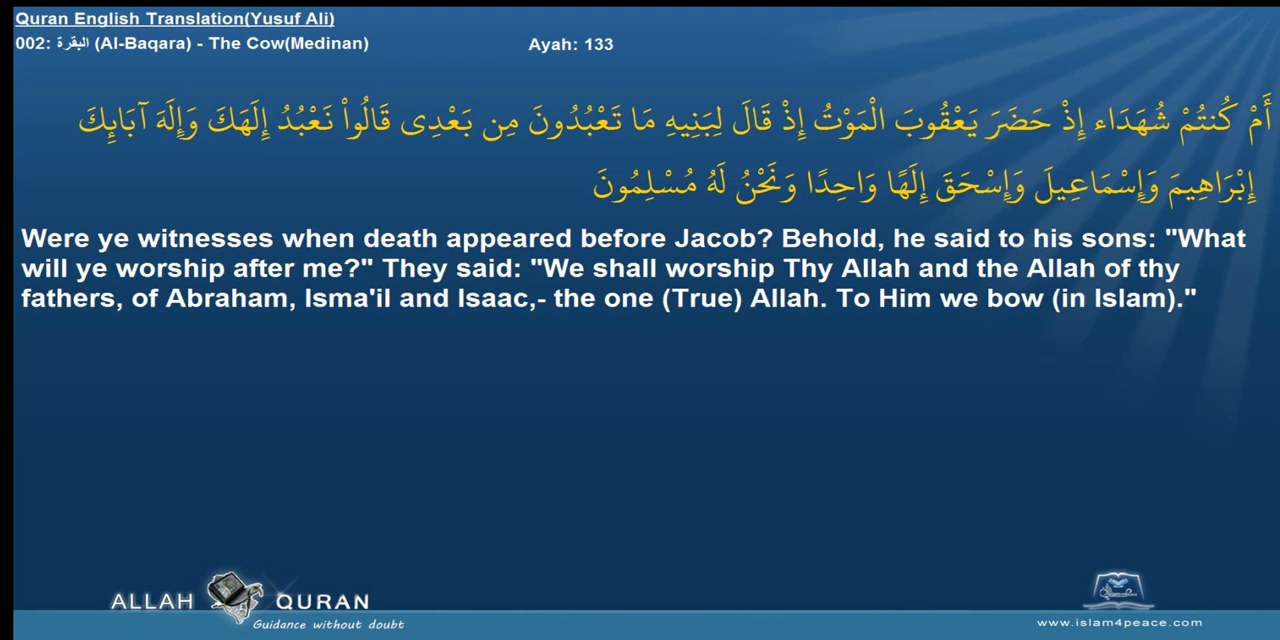 Quran English Translation(Yusuf Ali)
002: البقرة (Al-Baqara) - The Cow(Medinan)
Ayah: 133
أَمْ كُنتُمْ شُهَدَاء إِذْ حَضَرَ يَعْقُوبَ الْمَوْتُ إِذْ قَالَ لِبَنِيهِ مَا تَعْبُدُونَ مِن بَعْدِى قَالُواْ نَعْبُدُ إِلَهَكَ وَإِلَهَ آبَائِكَ
إِبْرَاهِيمَ وَإِسْمَاعِيلَ وَإِسْحَقَ إِلَهًا وَاحِدًا وَنَحْنُ لَهُ مُسْلِمُونَ
Were ye witnesses when death appeared before Jacob? Behold, he said to his sons: "What
will ye worship after me?" They said: "We shall worship Thy Allah and the Allah of thy
fathers, of Abraham, Isma'il and Isaac,- the one (True) Allah. To Him we bow (in Islam)."
ALLAH QURAN
Guidance without doubt
www.islam4peace.com